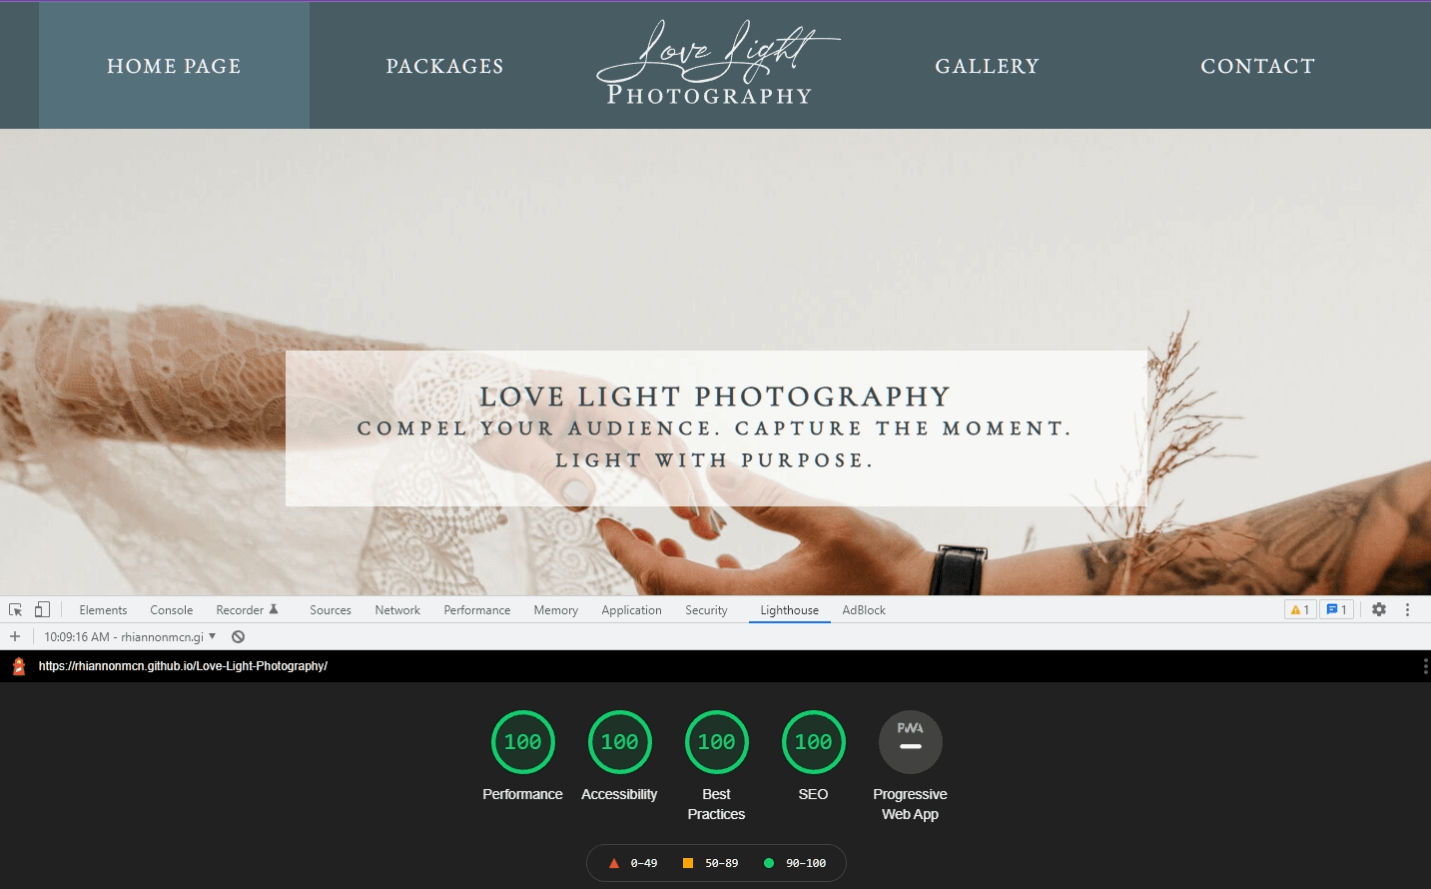 HOME PAGE
PACKAGES
Love Light
PHOTOGRAPHY
GALLERY
CONTACT
LOVE LIGHT PHOTOGRAPHY
COMPEL YOUR AUDIENCE. CAPTURE THE MOMENT.
LIGHT WITH PURPOSE.
Elements Console Recorder Sources Network Performance Memory Application Security Lighthouse AdBlock 1 1
10:09:16 AM - rhiannonmcn.gi
https://rhiannonmcn.github.io/Love-Light-Photography/
100 100 100 100 PWA
Performance Accessibility Best Practices SEO Progressive Web App
0–49 50–89 90–100